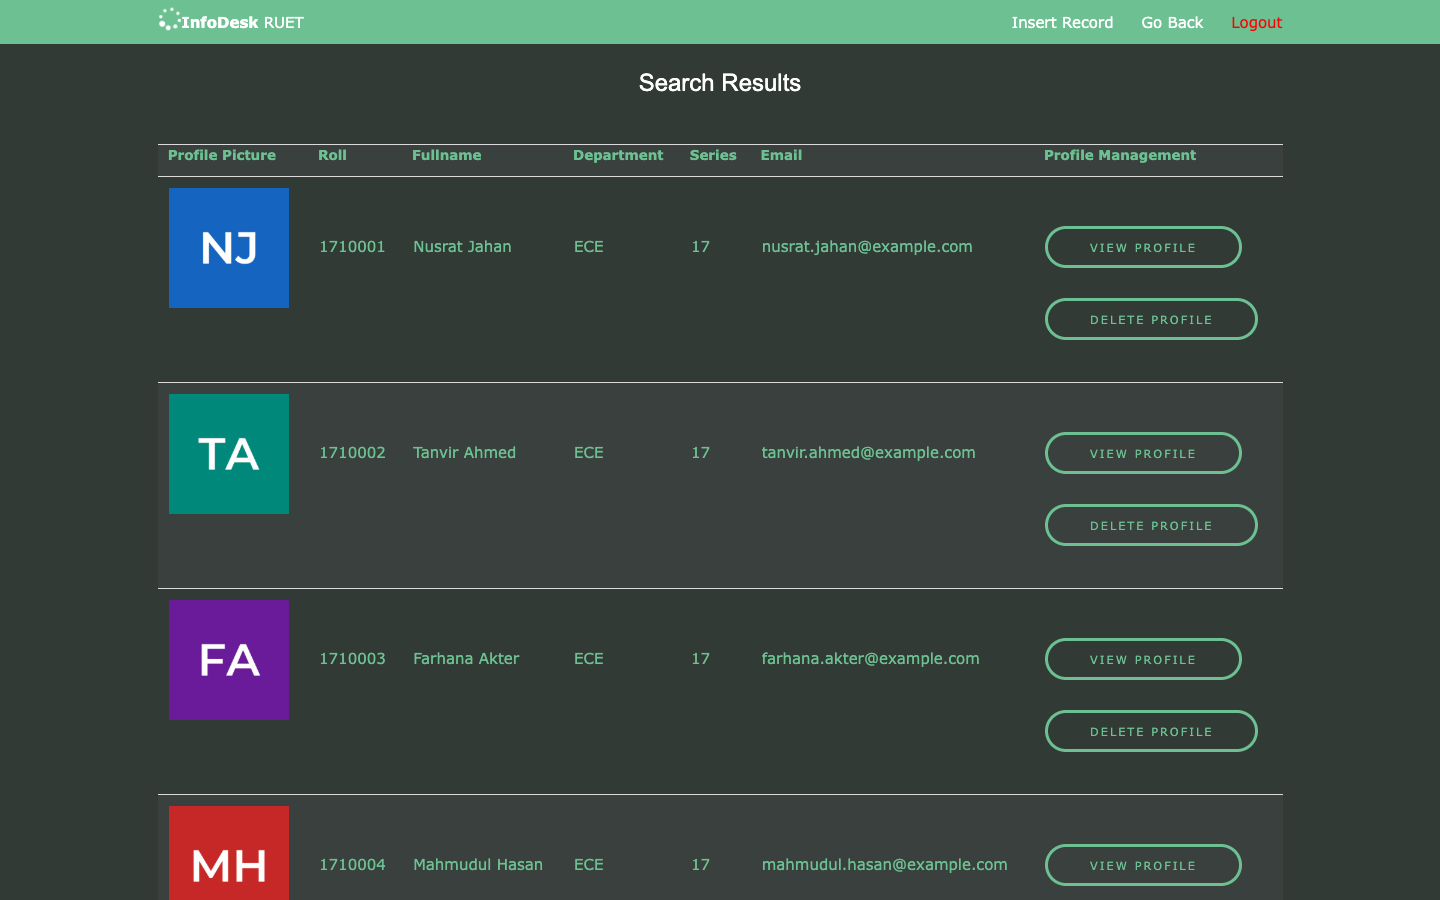 InfoDesk RUET Insert Record Go Back Logout
Search Results
Profile Picture Roll Fullname Department Series Email Profile Management
NJ 1710001 Nusrat Jahan ECE 17 nusrat.jahan@example.com VIEW PROFILE
DELETE PROFILE
TA 1710002 Tanvir Ahmed ECE 17 tanvir.ahmed@example.com VIEW PROFILE
DELETE PROFILE
FA 1710003 Farhana Akter ECE 17 farhana.akter@example.com VIEW PROFILE
DELETE PROFILE
MH 1710004 Mahmudul Hasan ECE 17 mahmudul.hasan@example.com VIEW PROFILE